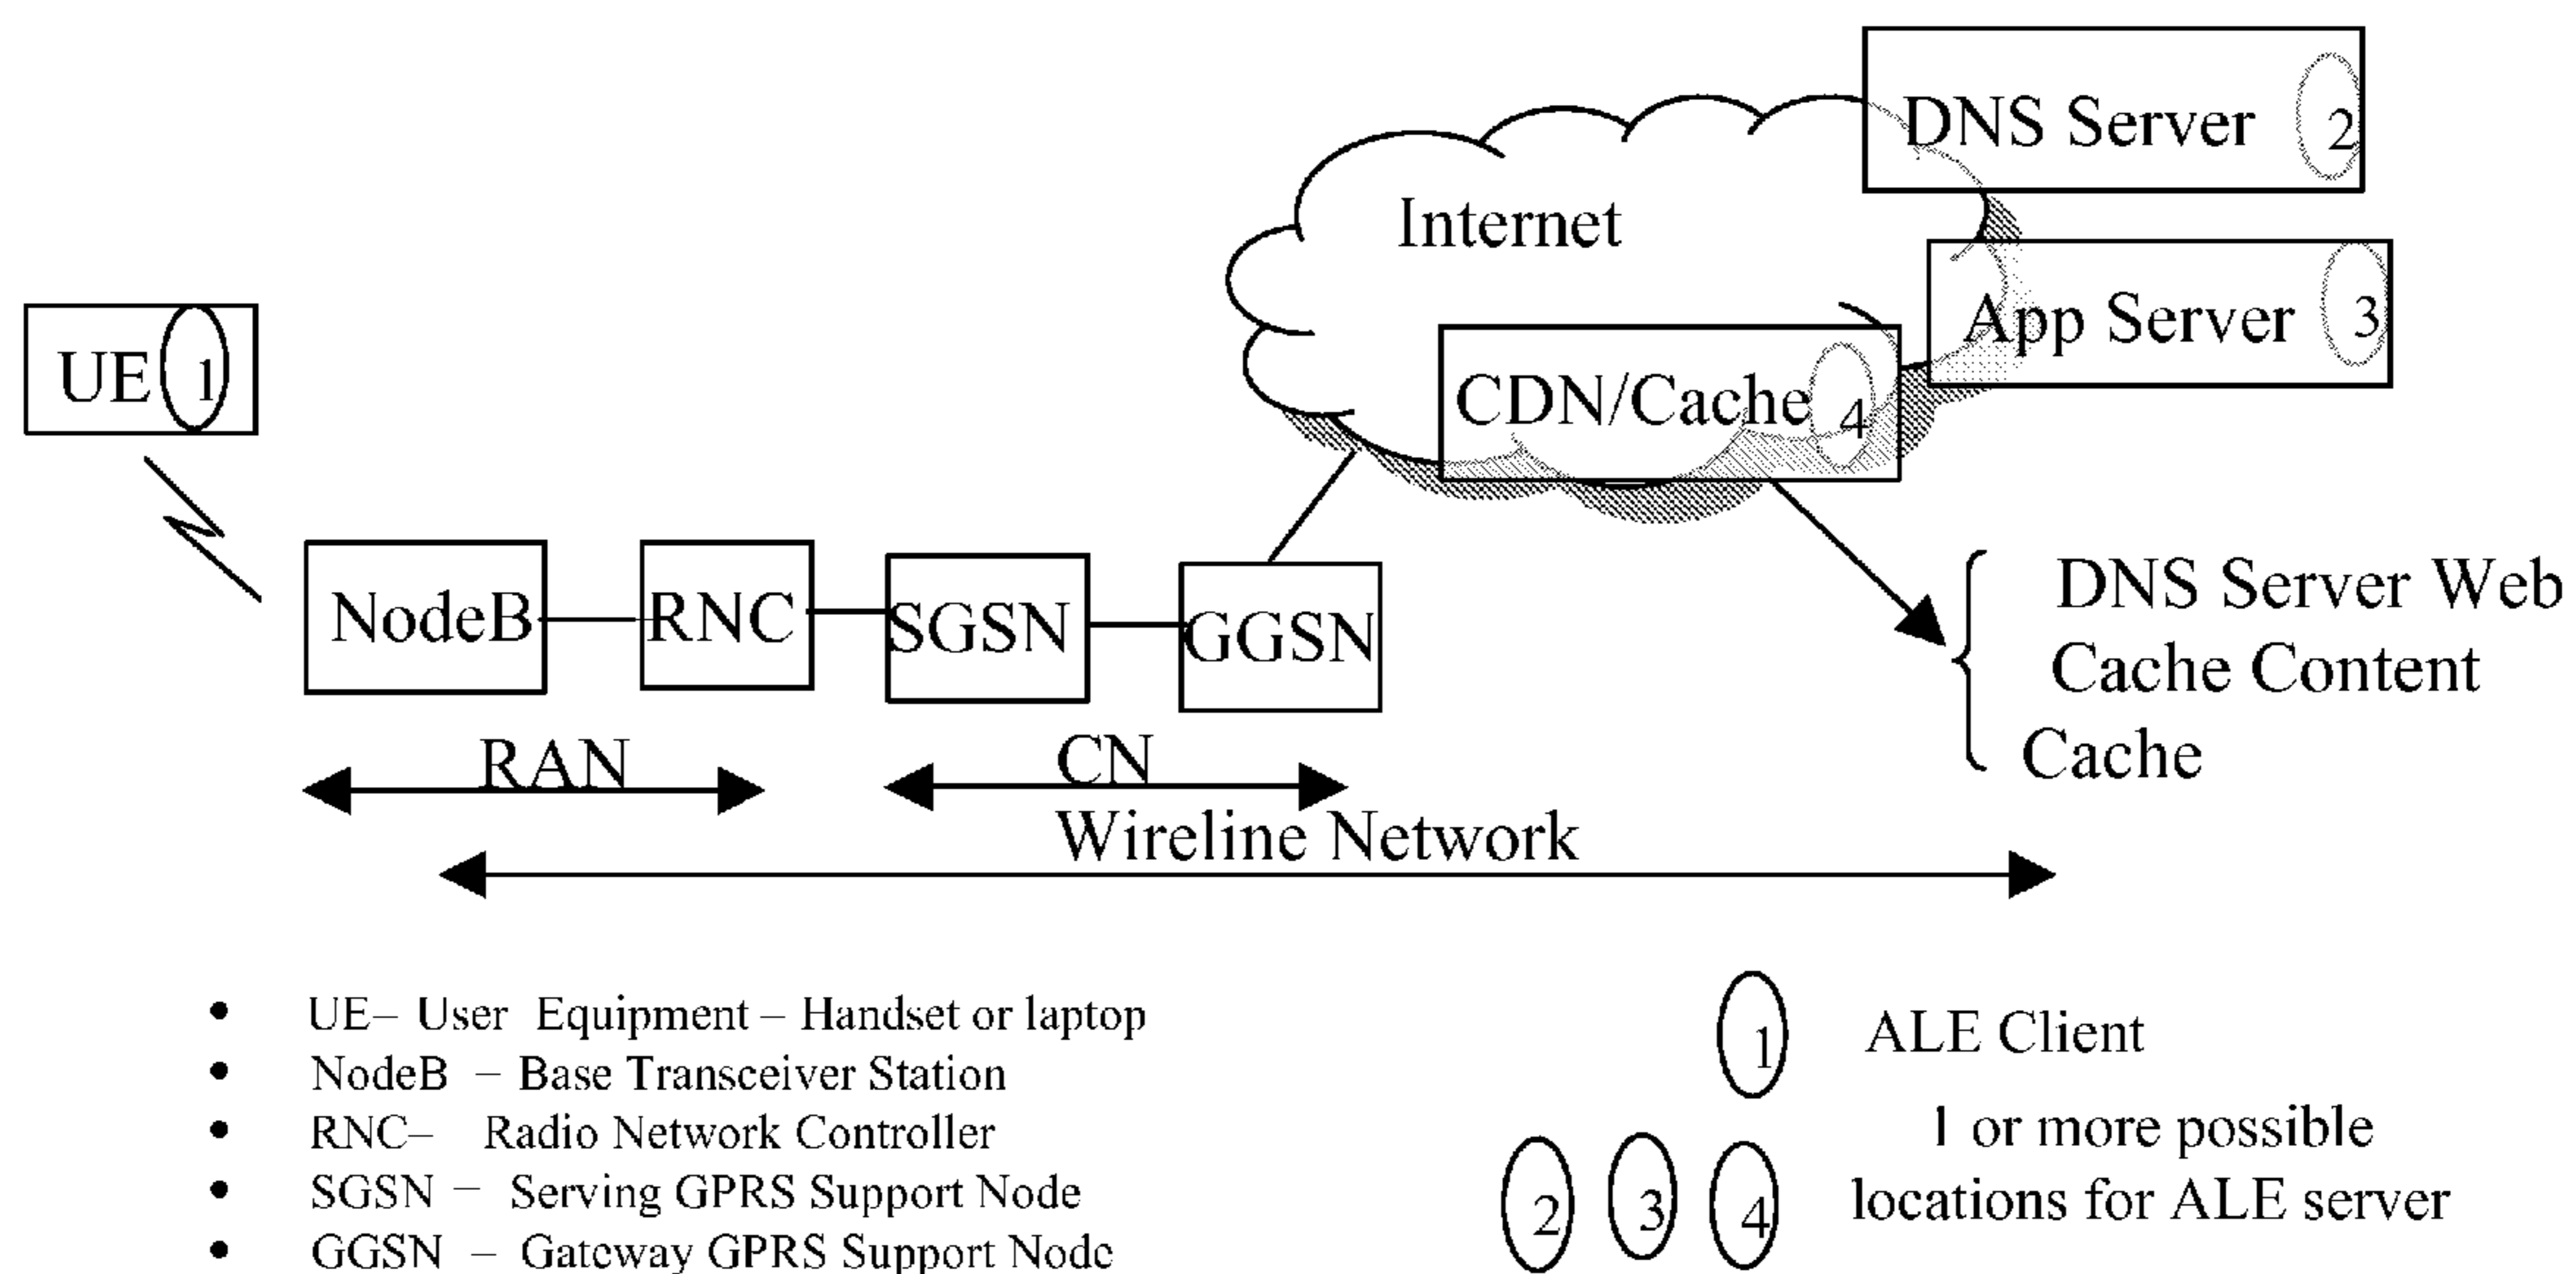 DNS Server 2
Internet
App Server 3
UE 1
CDN/Cache 4
NodeB
RNC
SGSN
GGSN
DNS Server Web
Cache Content
Cache
RAN
CN
Wireline Network
• UE– User Equipment – Handset or laptop
• NodeB – Base Transceiver Station
• RNC– Radio Network Controller
• SGSN – Serving GPRS Support Node
• GGSN – Gateway GPRS Support Node
1 ALE Client
1 or more possible
2 3 4 locations for ALE server